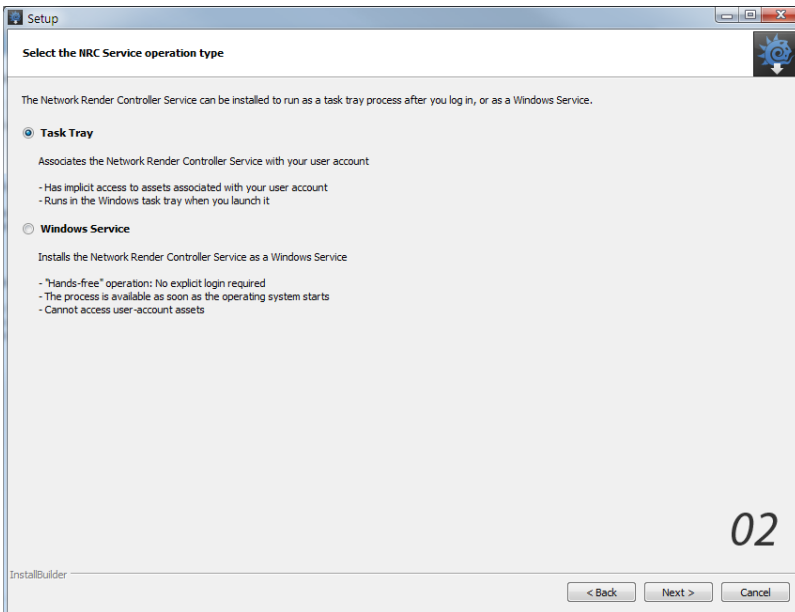 Setup
Select the NRC Service operation type
The Network Render Controller Service can be installed to run as a task tray process after you log in, or as a Windows Service.
Task Tray
Associates the Network Render Controller Service with your user account
- Has implicit access to assets associated with your user account
- Runs in the Windows task tray when you launch it
Windows Service
Installs the Network Render Controller Service as a Windows Service
- "Hands-free" operation: No explicit login required
- The process is available as soon as the operating system starts
- Cannot access user-account assets
02
InstallBuilder
< Back Next > Cancel